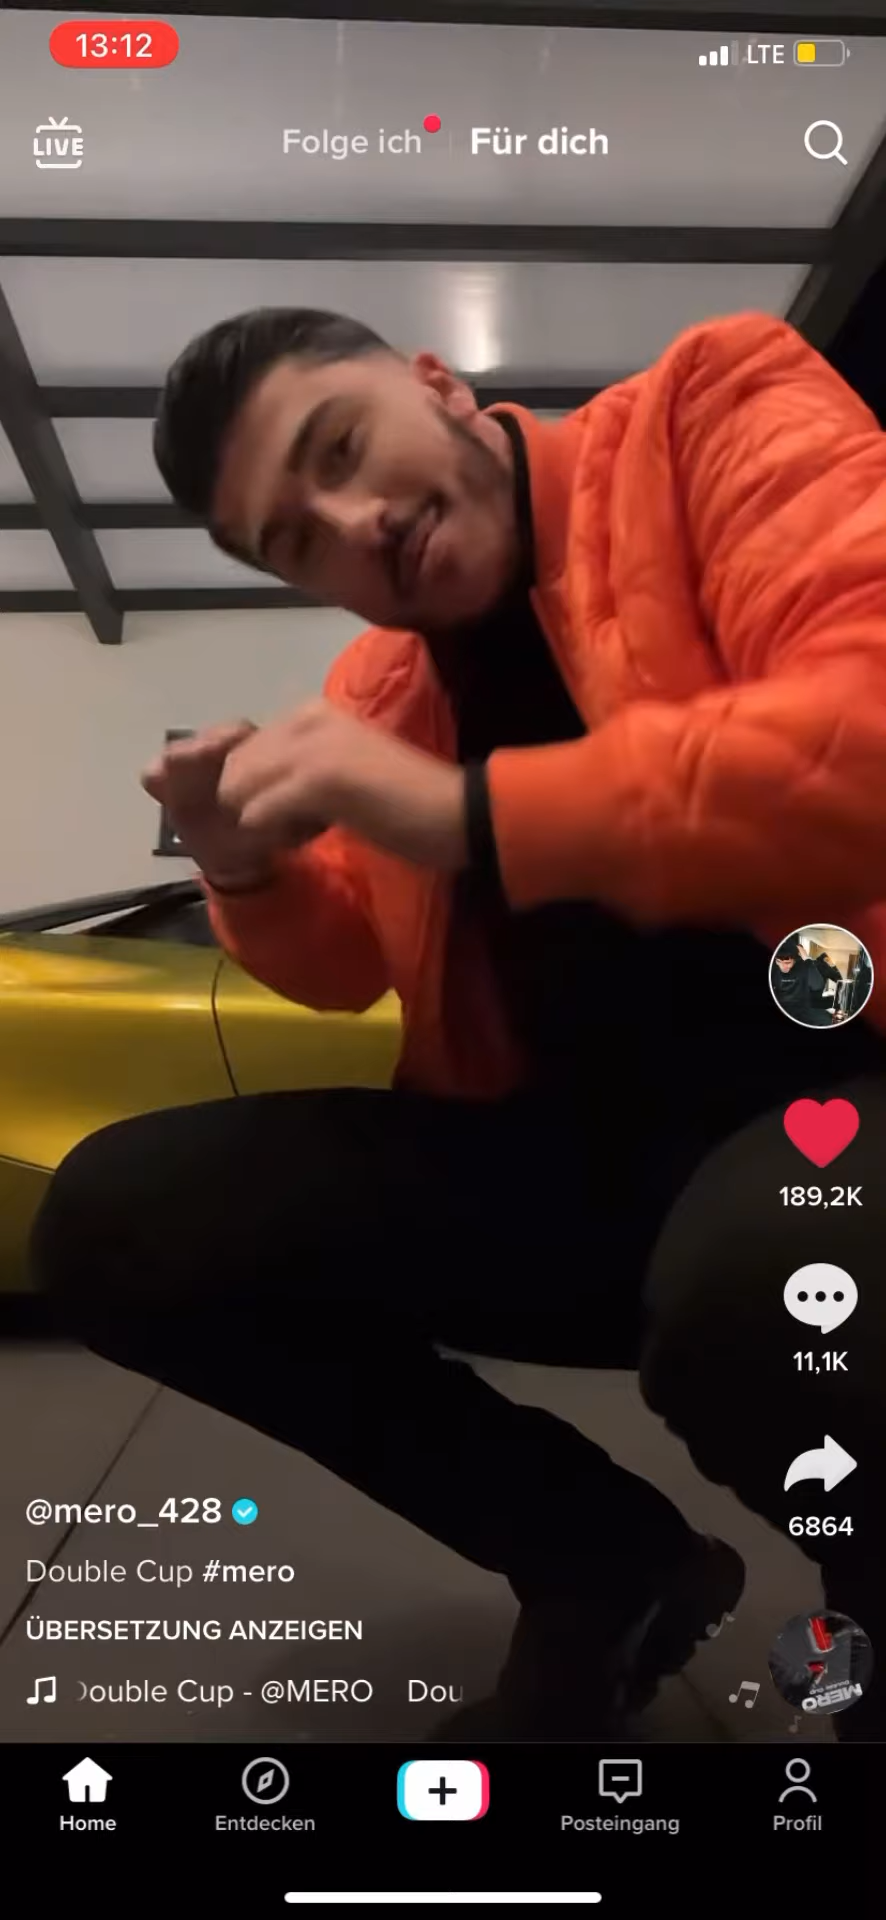 13:12
LTE
LIVE
Folge ich
Für dich
189,2K
11,1K
6864
@mero_428
Double Cup #mero
ÜBERSETZUNG ANZEIGEN
Double Cup - @MERO Dou
MERO
Home
Entdecken
Posteingang
Profil